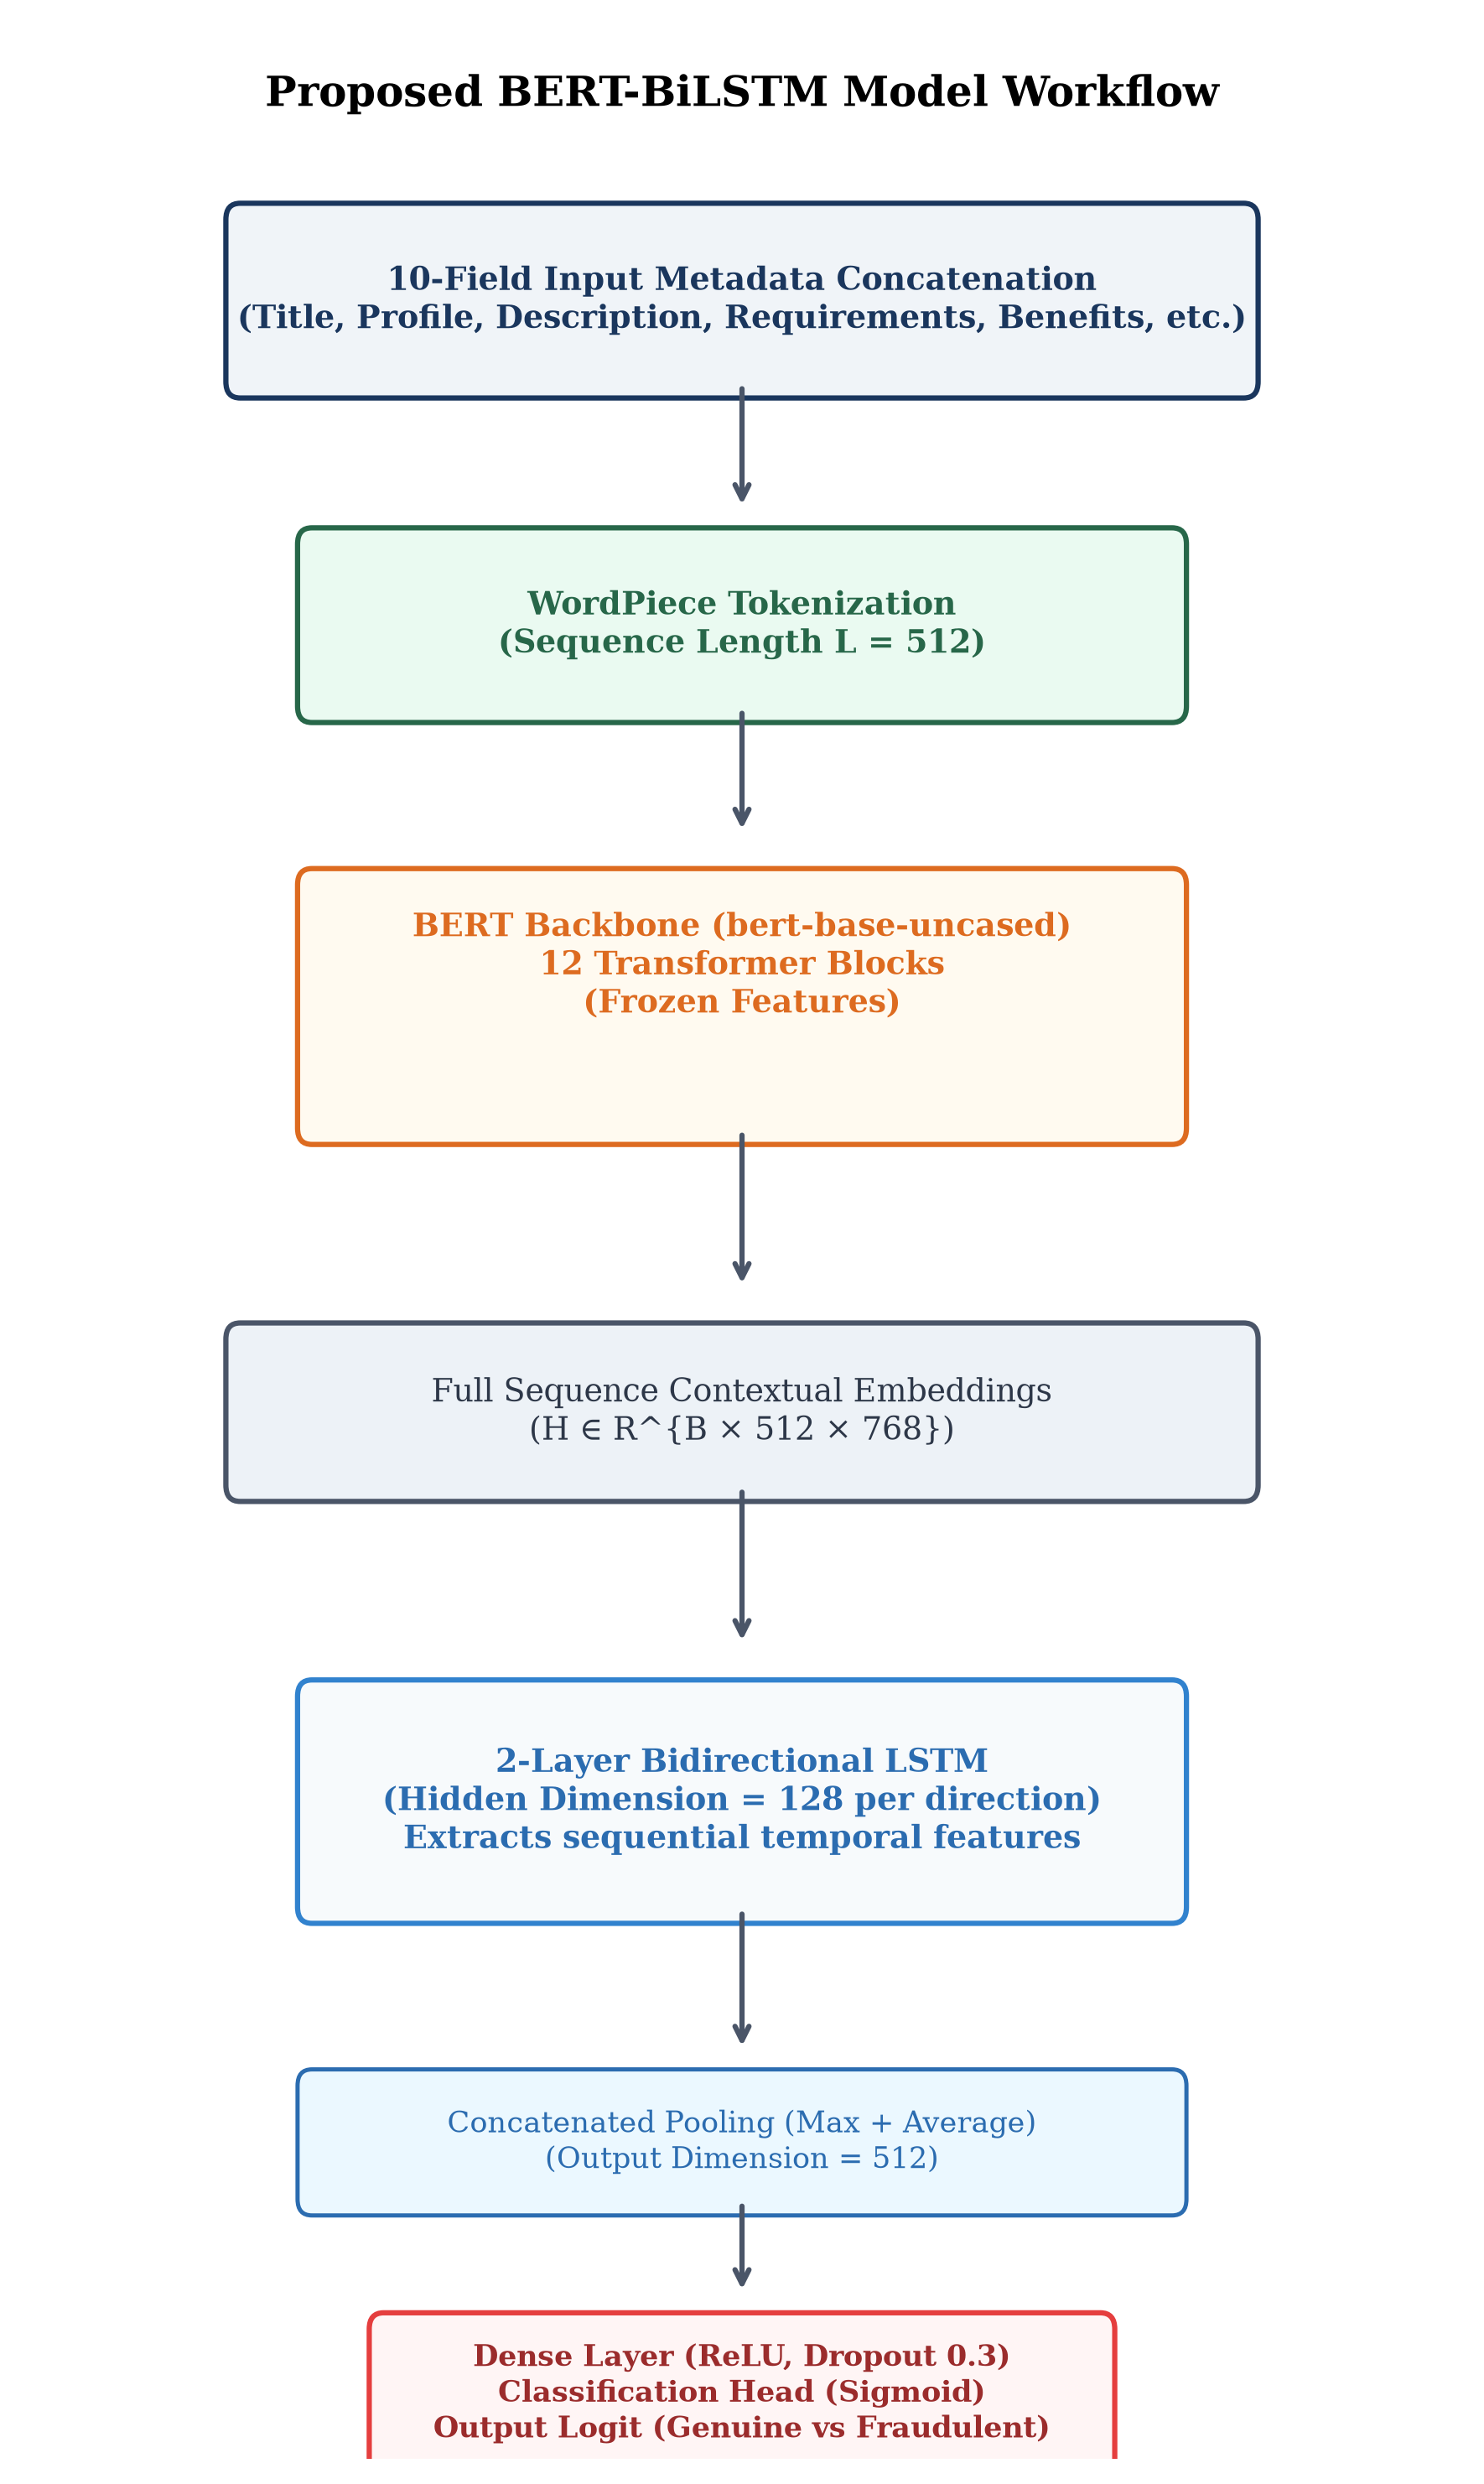 Proposed BERT-BiLSTM Model Workflow
10-Field Input Metadata Concatenation
(Title, Profile, Description, Requirements, Benefits, etc.)
WordPiece Tokenization
(Sequence Length L = 512)
BERT Backbone (bert-base-uncased)
12 Transformer Blocks
(Frozen Features)
Full Sequence Contextual Embeddings
(H ∈ R^{B × 512 × 768})
2-Layer Bidirectional LSTM
(Hidden Dimension = 128 per direction)
Extracts sequential temporal features
Concatenated Pooling (Max + Average)
(Output Dimension = 512)
Dense Layer (ReLU, Dropout 0.3)
Classification Head (Sigmoid)
Output Logit (Genuine vs Fraudulent)